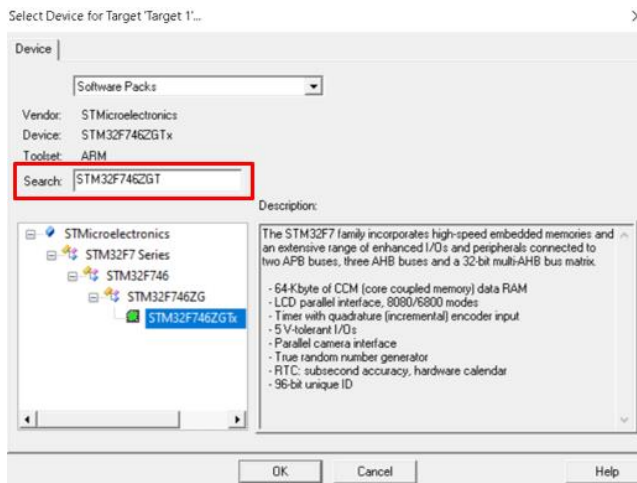 Select Device for Target 'Target 1'...
Device
Software Packs
Vendor: STMicroelectronics
Device: STM32F746ZGTx
Toolset: ARM
Search: STM32F746ZGT
Description:
STMicroelectronics
STM32F7 Series
STM32F746
STM32F746ZG
STM32F746ZGTx
The STM32F7 family incorporates high-speed embedded memories and
an extensive range of enhanced I/Os and peripherals connected to
two APB buses, three AHB buses and a 32-bit multi-AHB bus matrix.
- 64-Kbyte of CCM (core coupled memory) data RAM
- LCD parallel interface, 8080/6800 modes
- Timer with quadrature (incremental) encoder input
- 5 V-tolerant I/Os
- Parallel camera interface
- True random number generator
- RTC: subsecond accuracy, hardware calendar
- 96-bit unique ID
OK Cancel Help